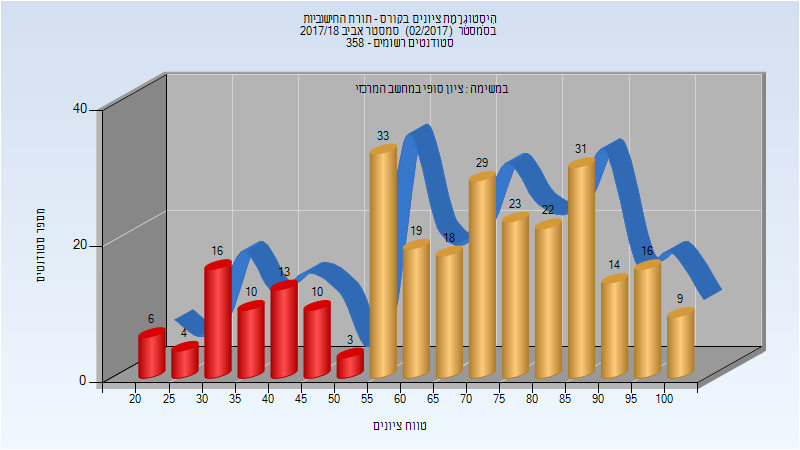 היסטוגרמת ציונים בקורס - תורת החישוביות
בסמסטר (02/2017) סמסטר אביב 2017/18
סטודנטים רשומים - 358
במשימה : ציון סופי במחשב המרכזי
מספר סטודנטים
40
20
0
6
4
16
10
13
10
3
33
19
18
29
23
22
31
14
16
9
20 25 30 35 40 45 50 55 60 65 70 75 80 85 90 95 100
טווח ציונים